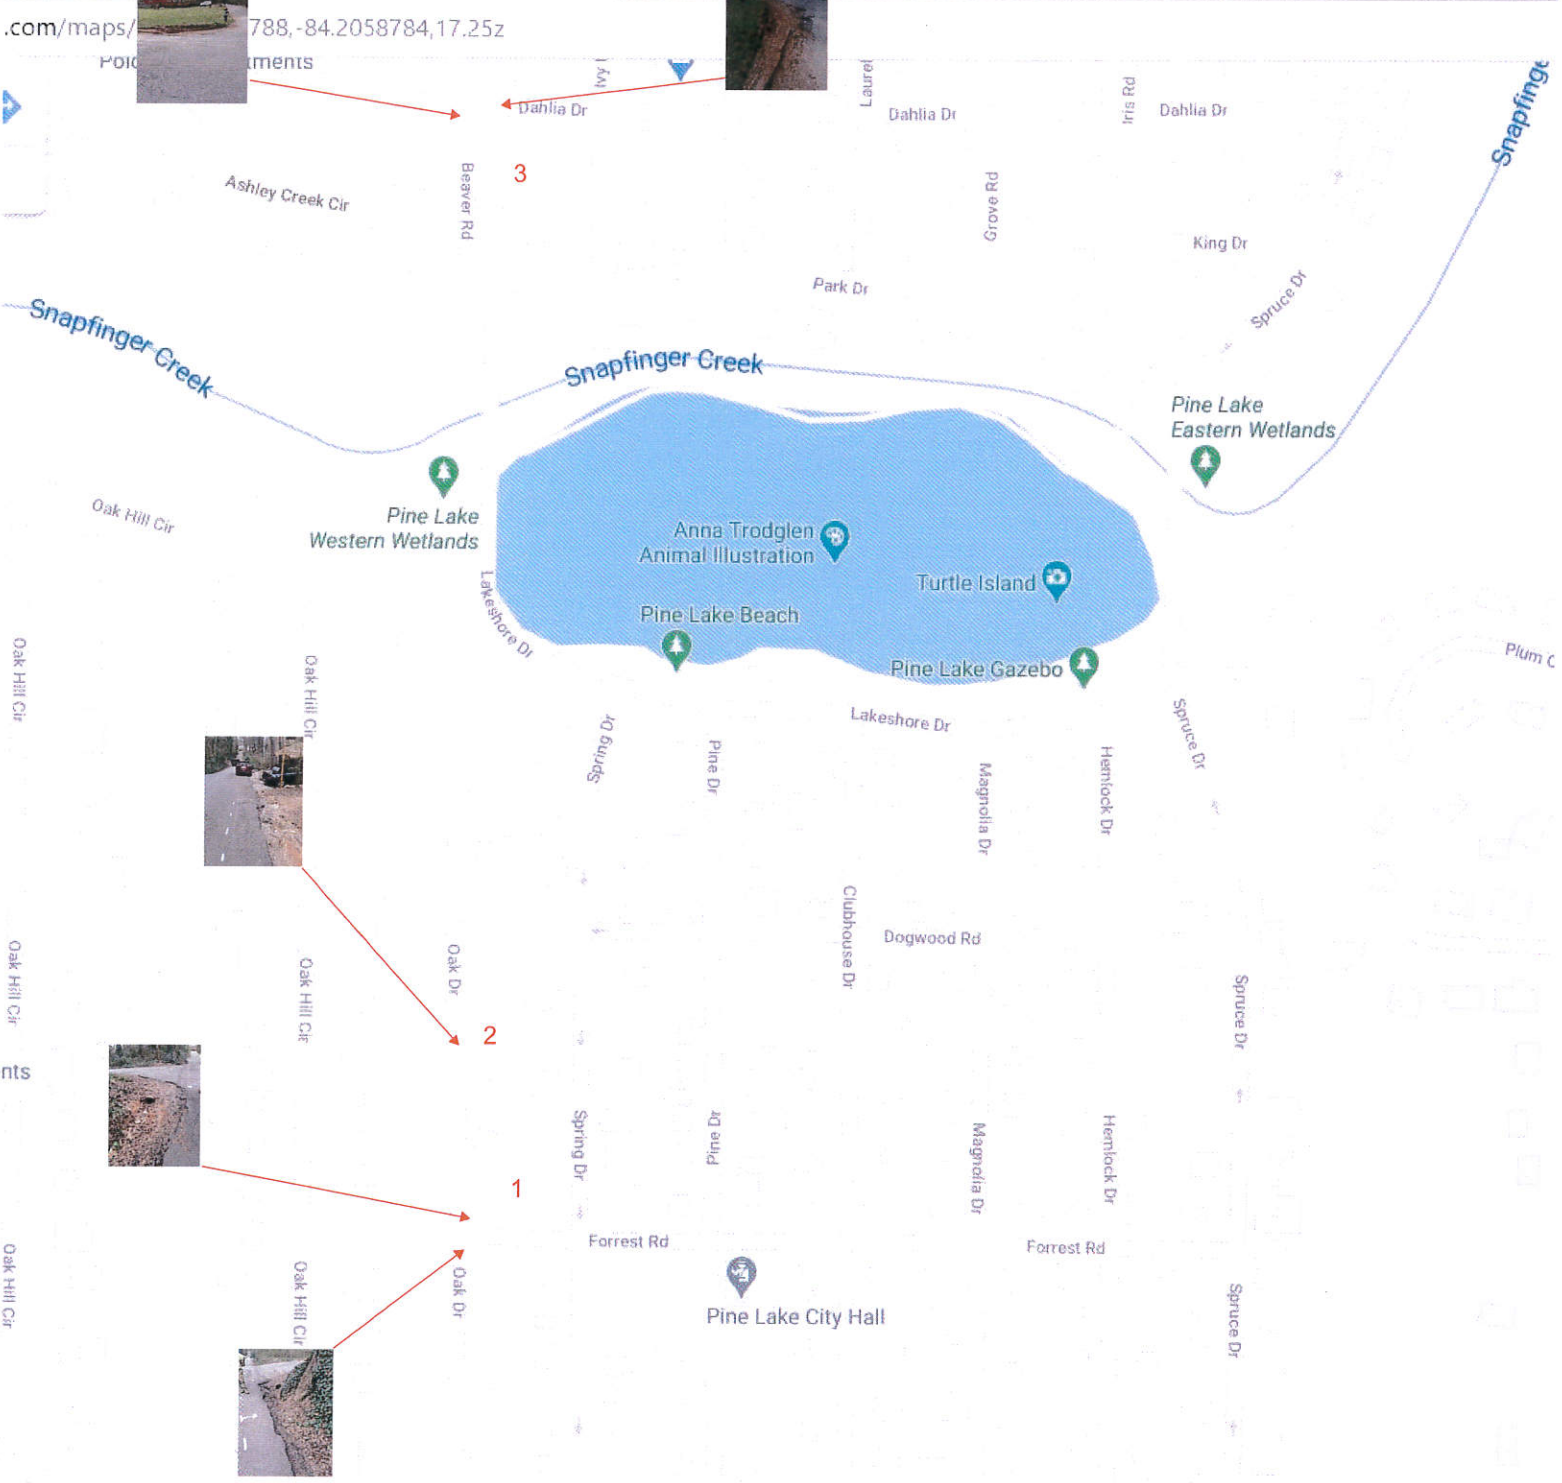 .com/maps/ 788,-84.2058784,17.25z
Dahlia Dr
Dahlia Dr
Iris Rd
Dahlia Dr
3
Ashley Creek Cir
Beaver Rd
Grove Rd
King Dr
Park Dr
Spruce Dr
Snapfinger Creek
Snapfinger Creek
Pine Lake
Eastern Wetlands
Oak Hill Cir
Pine Lake
Western Wetlands
Anna Trodglen
Animal Illustration
Turtle Island
Lakeshore Dr
Pine Lake Beach
Pine Lake Gazebo
Oak Hill Cir
Oak Hill Cir
Lakeshore Dr
Spring Dr
Pine Dr
Magnolia Dr
Hemlock Dr
Spruce Dr
Clubhouse Dr
Dogwood Rd
Oak Hill Cir
Oak Hill Cir
Oak Dr
Spruce Dr
2
nts
Spring Dr
Pine Dr
Magnolia Dr
Hemlock Dr
1
Forrest Rd
Forrest Rd
Oak Hill Cir
Oak Hill Cir
Oak Dr
Pine Lake City Hall
Spruce Dr